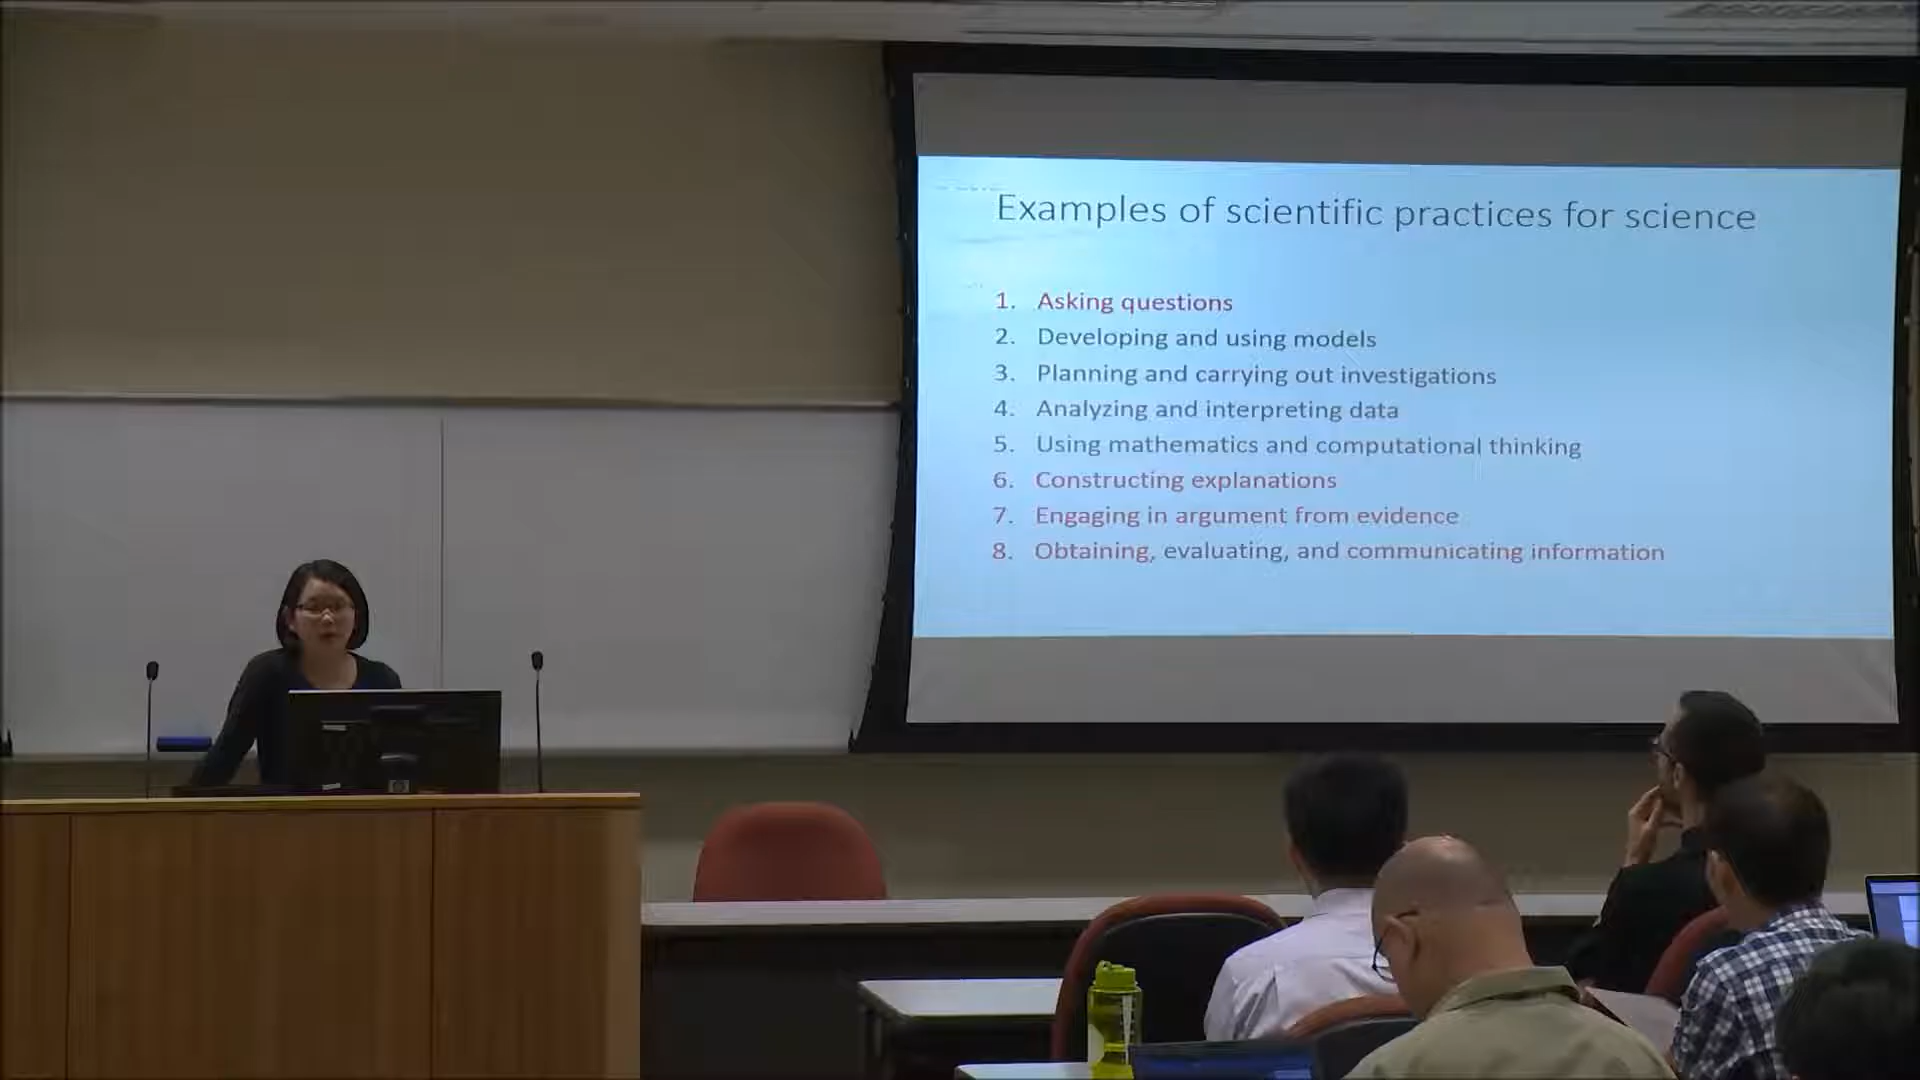 Examples of scientific practices for science
1. Asking questions
2. Developing and using models
3. Planning and carrying out investigations
4. Analyzing and interpreting data
5. Using mathematics and computational thinking
6. Constructing explanations
7. Engaging in argument from evidence
8. Obtaining, evaluating, and communicating information